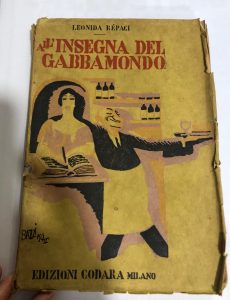 LEONIDA RÈPACI
All'INSEGNA DEL
GABBAMONDO
EDIZIONI CODARA MILANO